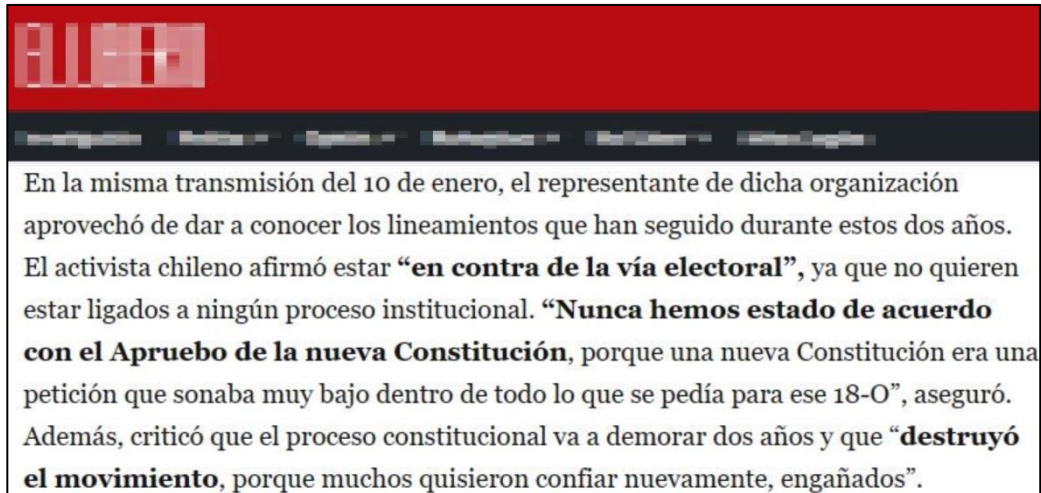 En la misma transmisión del 10 de enero, el representante de dicha organización
aprovechó de dar a conocer los lineamientos que han seguido durante estos dos años.
El activista chileno afirmó estar “en contra de la vía electoral”, ya que no quieren
estar ligados a ningún proceso institucional. “Nunca hemos estado de acuerdo
con el Apruebo de la nueva Constitución, porque una nueva Constitución era una
petición que sonaba muy bajo dentro de todo lo que se pedía para ese 18-O”, aseguró.
Además, criticó que el proceso constitucional va a demorar dos años y que “destruyó
el movimiento, porque muchos quisieron confiar nuevamente, engañados”.